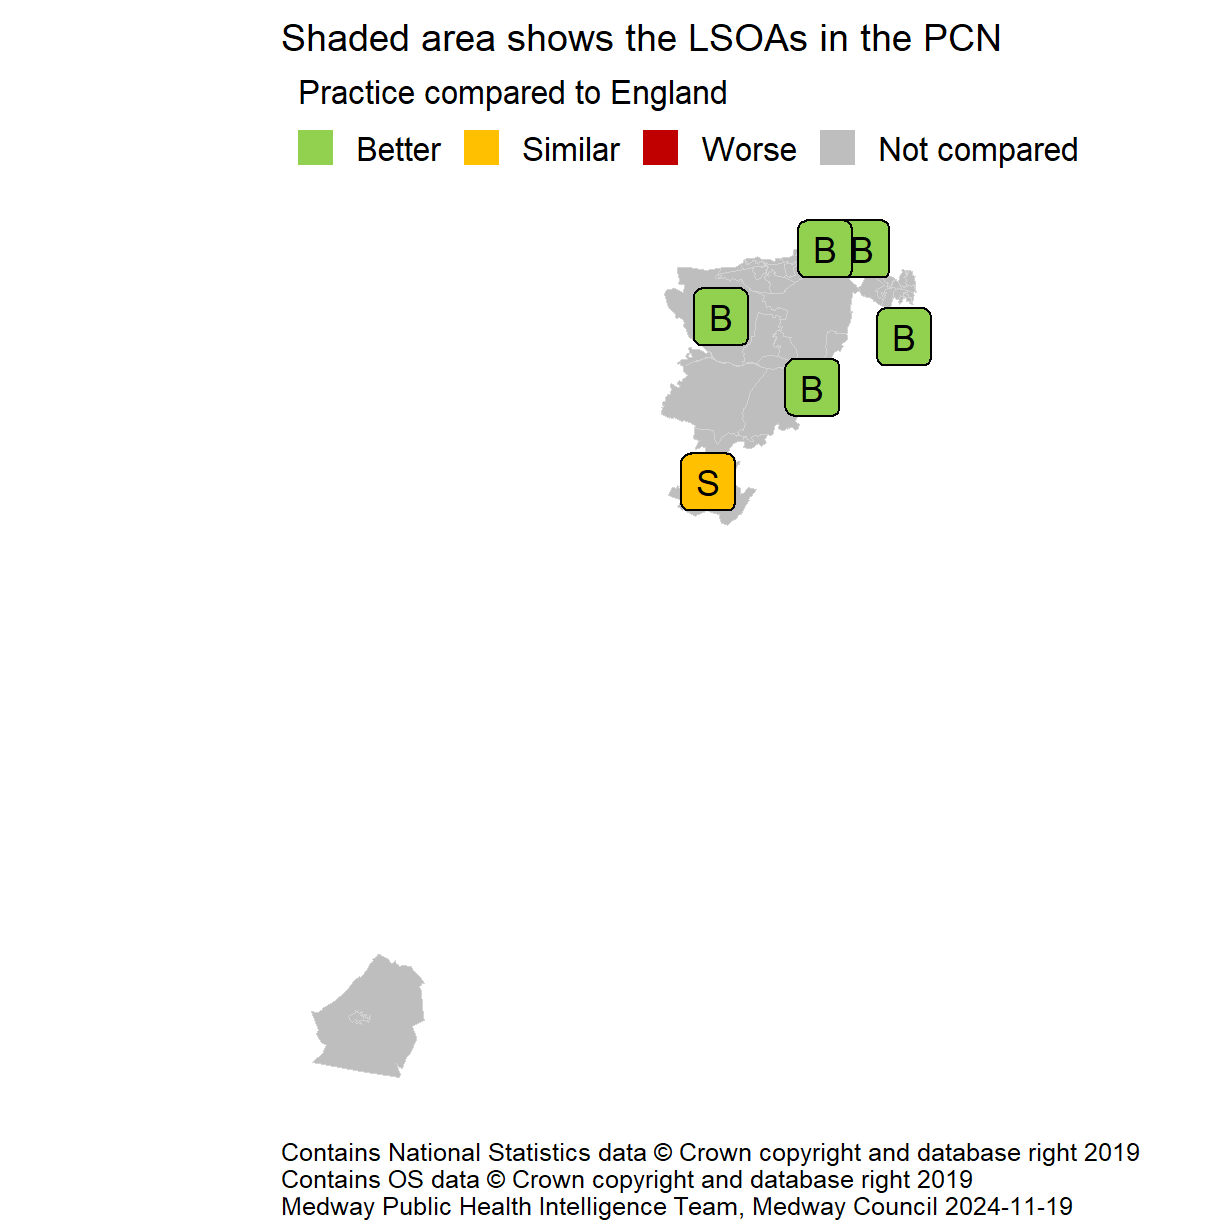 Shaded area shows the LSOAs in the PCN
Practice compared to England
Better Similar Worse Not compared
B B
B
B
B
S
Contains National Statistics data © Crown copyright and database right 2019
Contains OS data © Crown copyright and database right 2019
Medway Public Health Intelligence Team, Medway Council 2024-11-19